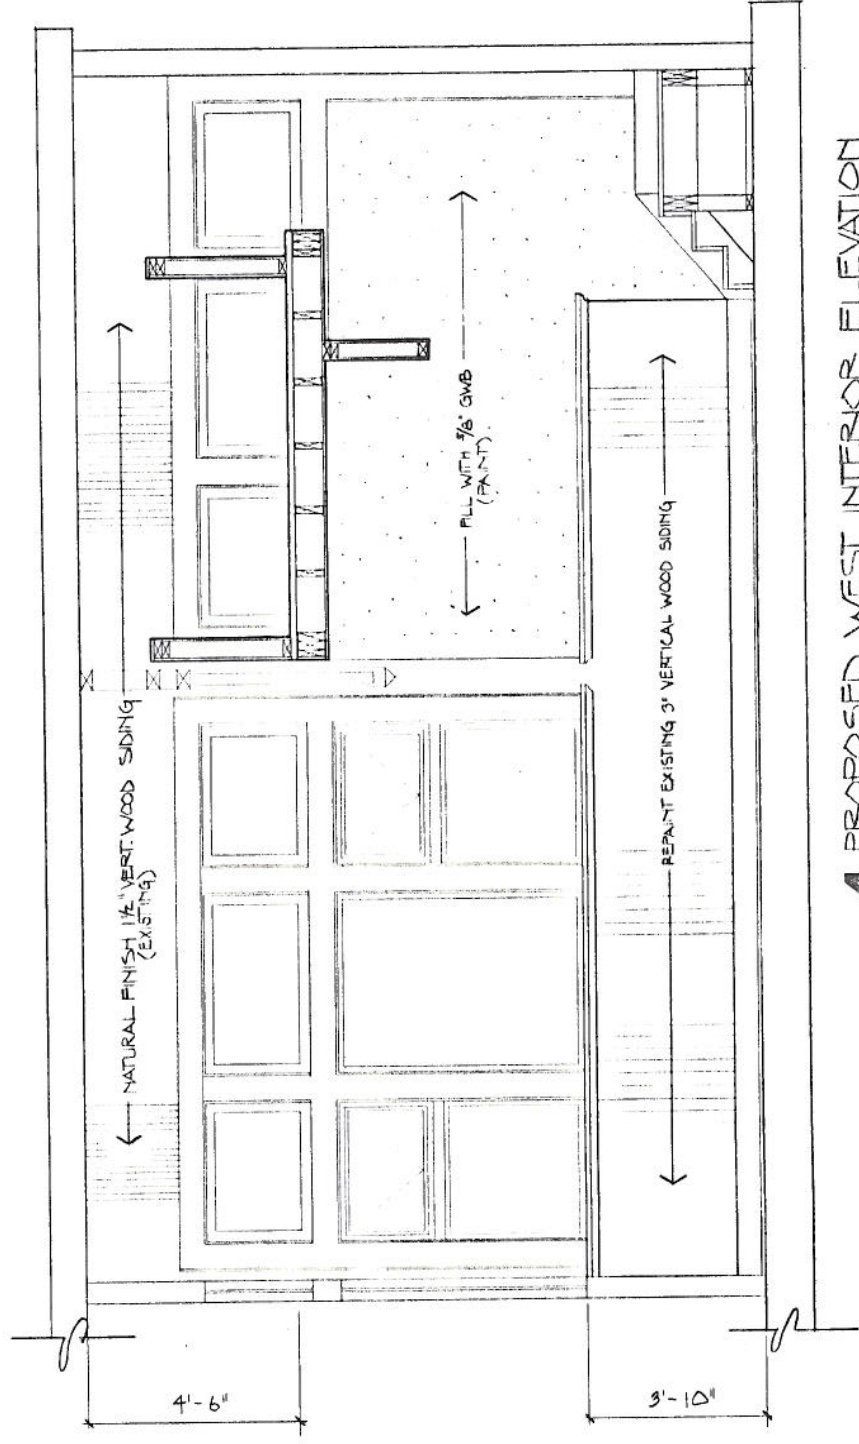 NATURAL FINISH 1½" VERT. WOOD SIDING
(EXISTING)
FILL WITH 5/8" GWB
(PAINT)
REPAINT EXISTING 3" VERTICAL WOOD SIDING
4'-6"
3'-10"
PROPOSED WEST INTERIOR ELEVATION